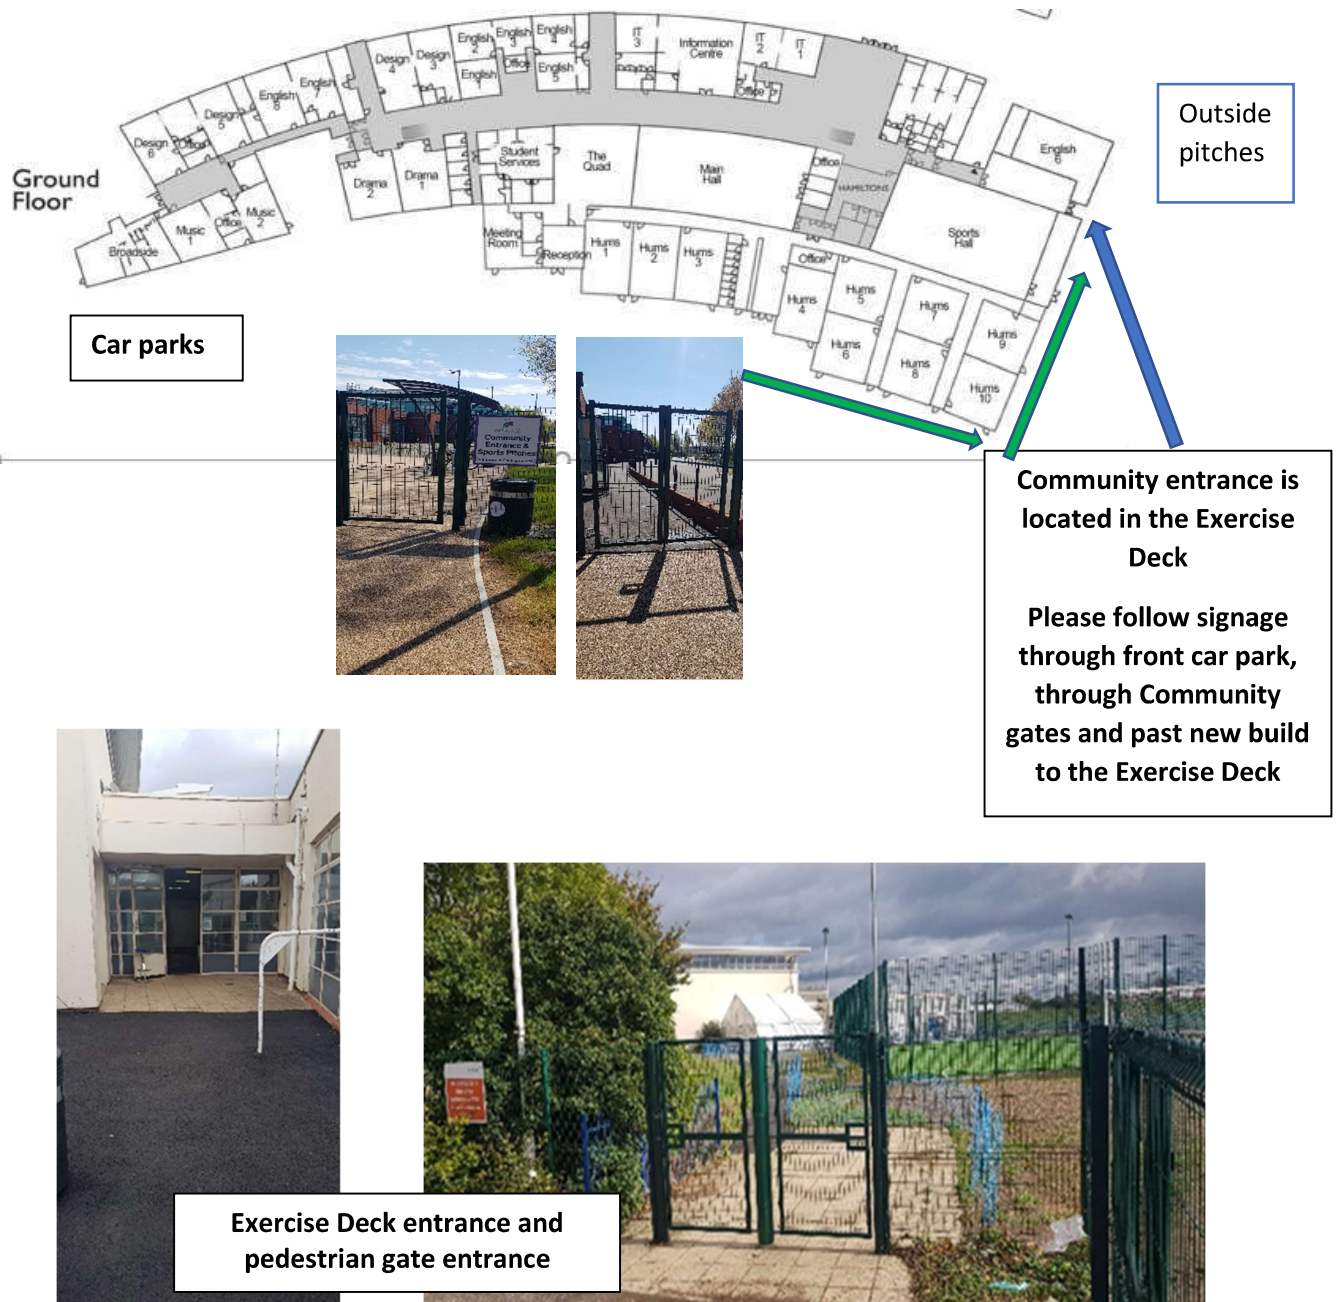 Ground
Floor
Design
6
Office
Design
5
English
8
English
7
Design
4
Design
3
English
2
English
3
English
4
Office
English
English
5
IT
3
Information
Centre
IT
2
IT
1
Office
English
6
Outside
pitches
Broadside
Music
1
Office
Music
2
Drama
2
Drama
1
Student
Services
The
Quad
Main
Hall
Office
HAMILTONS
Sports
Hall
Meeting
Room
Reception
Hums
1
Hums
2
Hums
3
Office
Hums
4
Hums
5
Hums
6
Hums
7
Hums
8
Hums
9
Hums
10
Car parks
Community
Entrance &
Sports Pitches
Community entrance is
located in the Exercise
Deck
Please follow signage
through front car park,
through Community
gates and past new build
to the Exercise Deck
Exercise Deck entrance and
pedestrian gate entrance